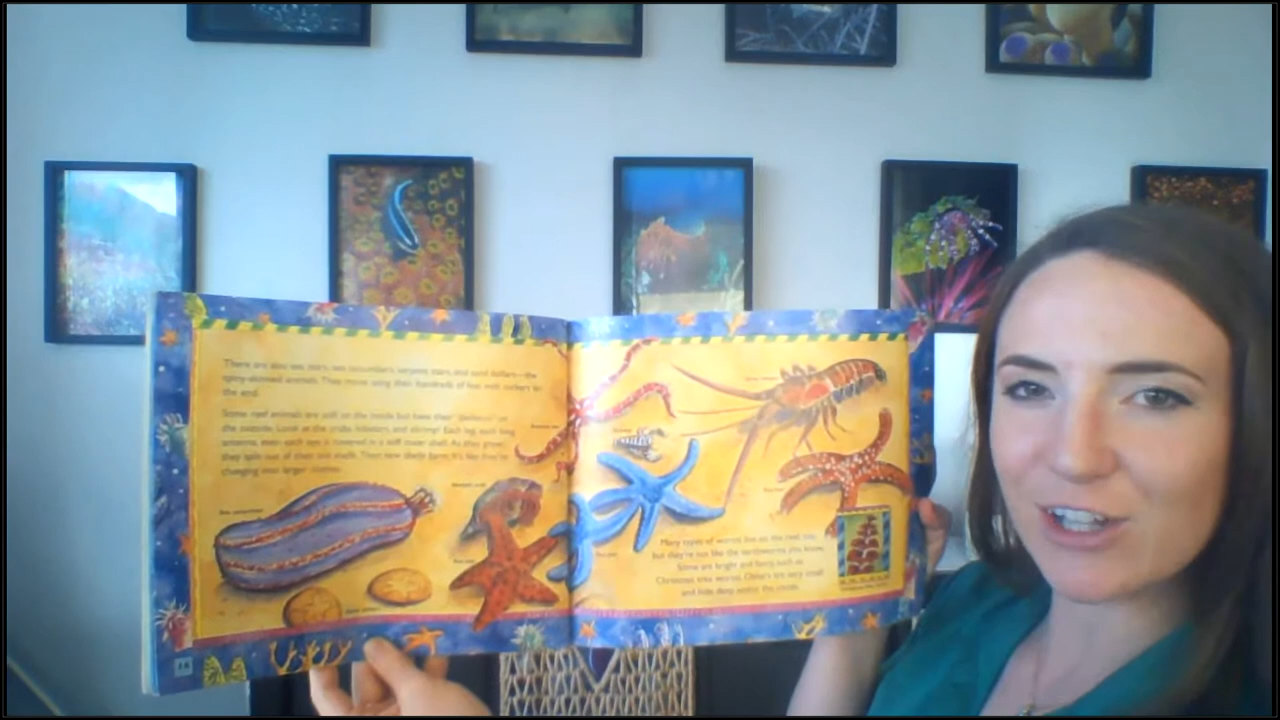 There are also sea stars, sea cucumbers, serpent stars and sand dollars—the
spiny-skinned animals. They move using their hundreds of feet with suckers on
the end.
Some reef animals are soft on the inside but have their "skeleton" on
the outside. Look at the crabs, lobsters and shrimp! Each leg, each long
antenna, even each eye is covered in a stiff outer shell. As they grow,
they spin out of their old shells. Then new shells form. It's like they're
changing into larger clothes.
Sea cucumber
Many types of worms live on the reef, too,
but they're not like the earthworms you know.
Some are bright and fancy, such as
Christmas tree worms. Others are very small
and hide deep within the corals.
14